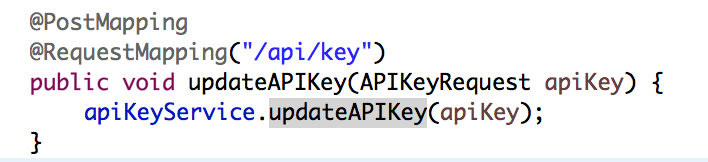 @PostMapping
@RequestMapping("/api/key")
public void updateAPIKey(APIKeyRequest apiKey) {
    apiKeyService.updateAPIKey(apiKey);
}